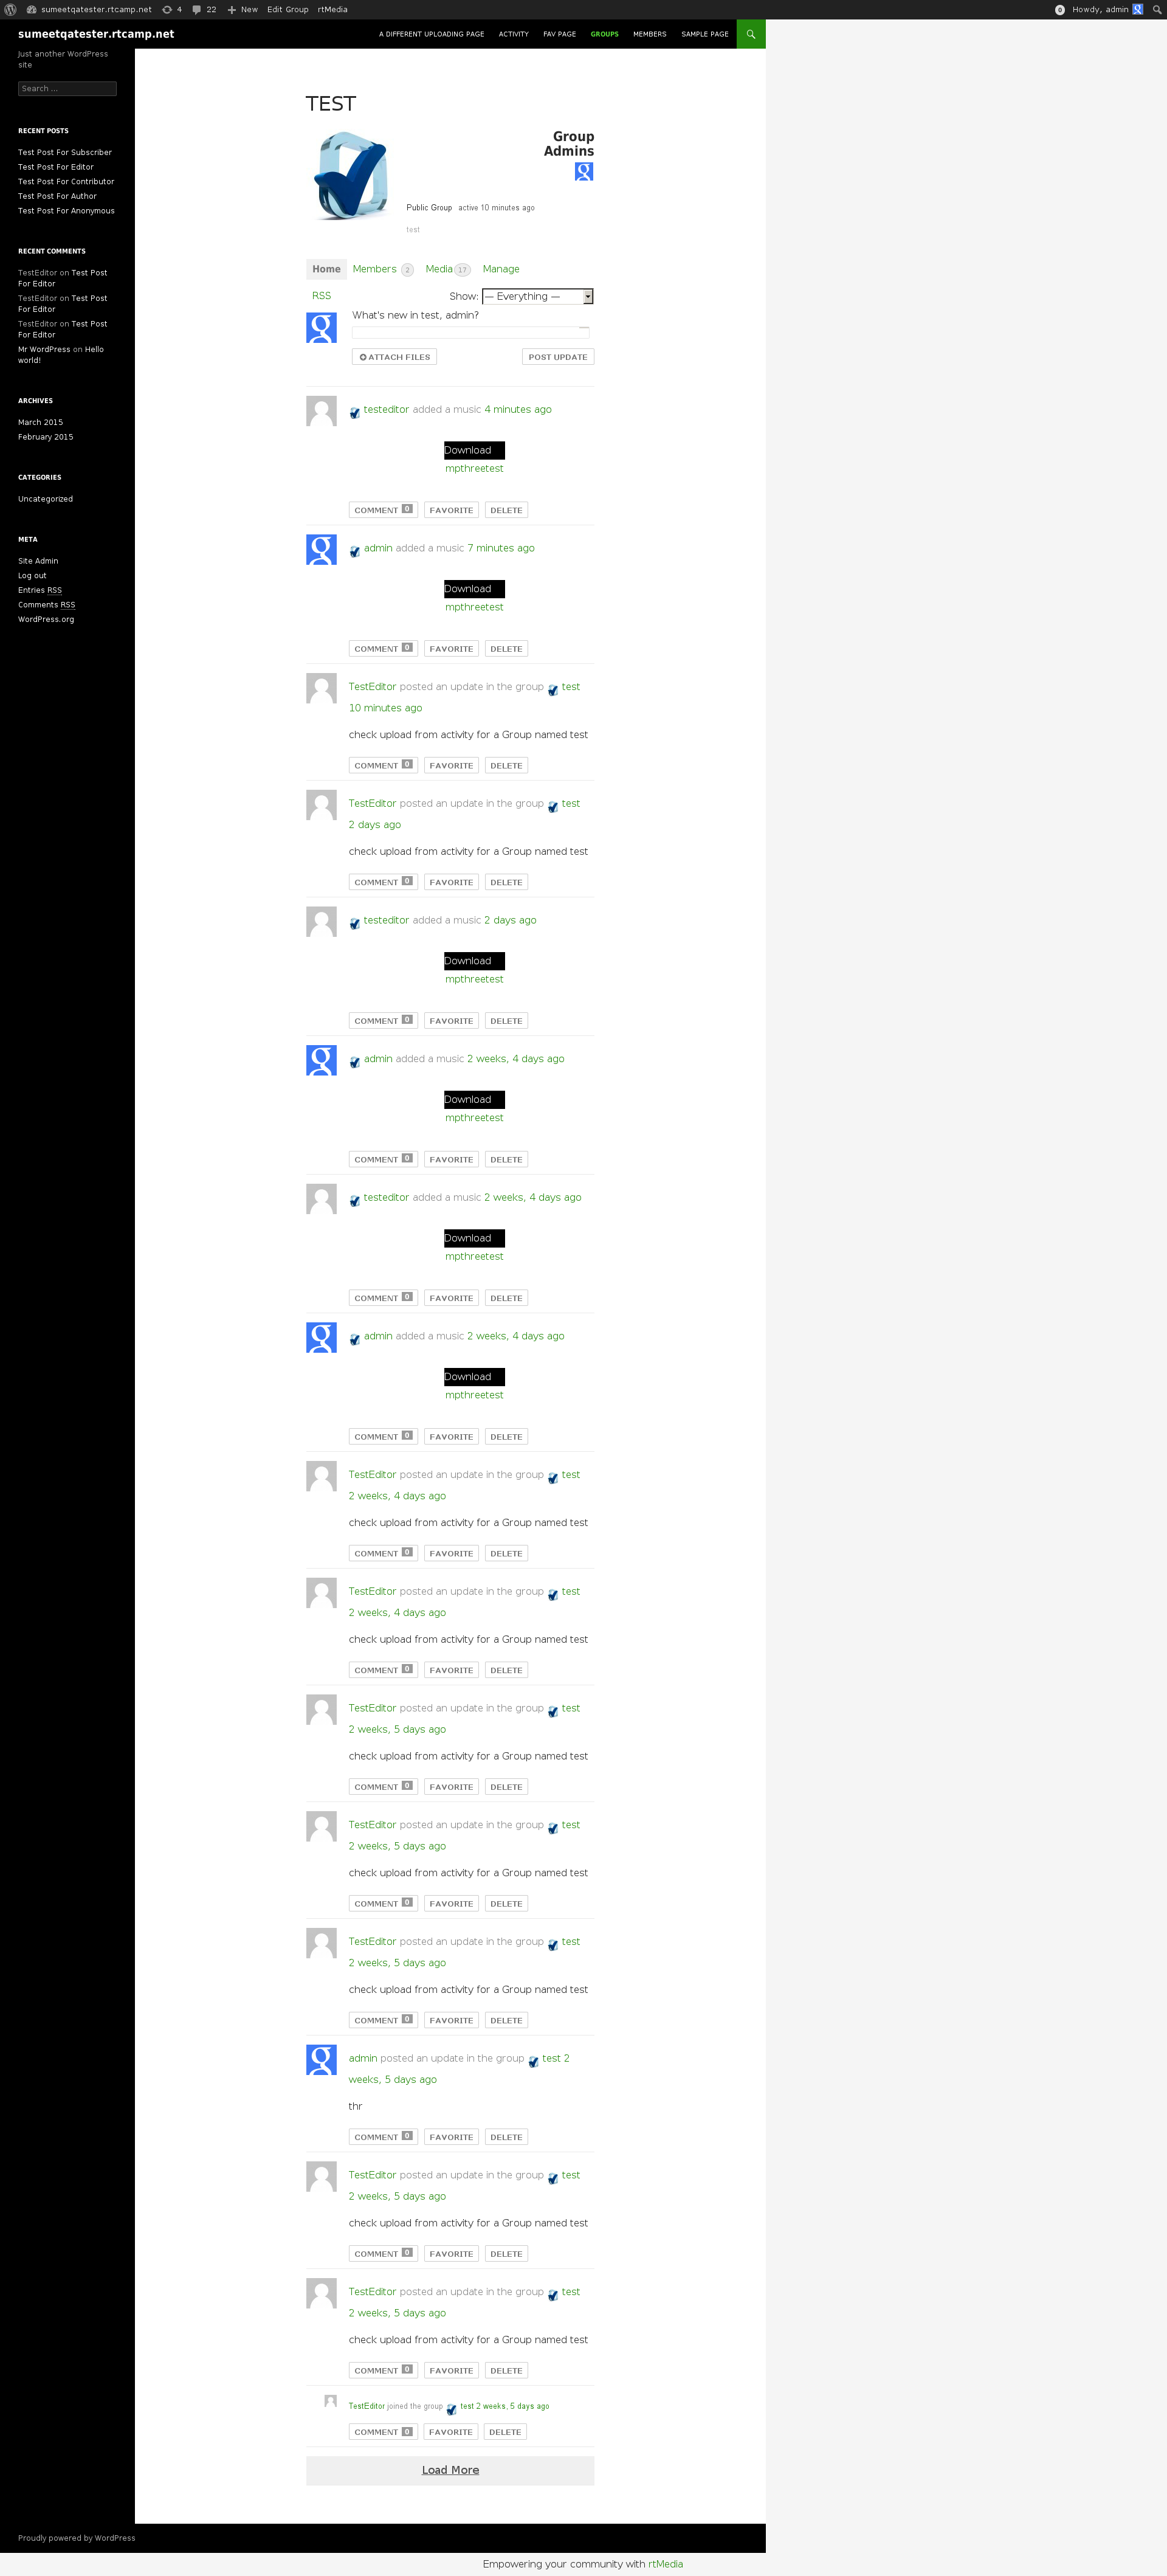 sumeetqatester.rtcamp.net 4 22 New Edit Group rtMedia 0 Howdy, admin
sumeetqatester.rtcamp.net
A DIFFERENT UPLOADING PAGE ACTIVITY FAV PAGE GROUPS MEMBERS SAMPLE PAGE
Just another WordPress
site
Search ...
RECENT POSTS
Test Post For Subscriber
Test Post For Editor
Test Post For Contributor
Test Post For Author
Test Post For Anonymous
RECENT COMMENTS
TestEditor on Test Post
For Editor
TestEditor on Test Post
For Editor
TestEditor on Test Post
For Editor
Mr WordPress on Hello
world!
ARCHIVES
March 2015
February 2015
CATEGORIES
Uncategorized
META
Site Admin
Log out
Entries RSS
Comments RSS
WordPress.org
TEST
Group
Admins
Public Group active 10 minutes ago
test
Home Members 2 Media 17 Manage
RSS Show: — Everything —
What's new in test, admin?
ATTACH FILES POST UPDATE
testeditor added a music 4 minutes ago
Download
mpthreetest
COMMENT 0 FAVORITE DELETE
admin added a music 7 minutes ago
Download
mpthreetest
COMMENT 0 FAVORITE DELETE
TestEditor posted an update in the group test
10 minutes ago
check upload from activity for a Group named test
COMMENT 0 FAVORITE DELETE
TestEditor posted an update in the group test
2 days ago
check upload from activity for a Group named test
COMMENT 0 FAVORITE DELETE
testeditor added a music 2 days ago
Download
mpthreetest
COMMENT 0 FAVORITE DELETE
admin added a music 2 weeks, 4 days ago
Download
mpthreetest
COMMENT 0 FAVORITE DELETE
testeditor added a music 2 weeks, 4 days ago
Download
mpthreetest
COMMENT 0 FAVORITE DELETE
admin added a music 2 weeks, 4 days ago
Download
mpthreetest
COMMENT 0 FAVORITE DELETE
TestEditor posted an update in the group test
2 weeks, 4 days ago
check upload from activity for a Group named test
COMMENT 0 FAVORITE DELETE
TestEditor posted an update in the group test
2 weeks, 4 days ago
check upload from activity for a Group named test
COMMENT 0 FAVORITE DELETE
TestEditor posted an update in the group test
2 weeks, 5 days ago
check upload from activity for a Group named test
COMMENT 0 FAVORITE DELETE
TestEditor posted an update in the group test
2 weeks, 5 days ago
check upload from activity for a Group named test
COMMENT 0 FAVORITE DELETE
TestEditor posted an update in the group test
2 weeks, 5 days ago
check upload from activity for a Group named test
COMMENT 0 FAVORITE DELETE
admin posted an update in the group test 2
weeks, 5 days ago
thr
COMMENT 0 FAVORITE DELETE
TestEditor posted an update in the group test
2 weeks, 5 days ago
check upload from activity for a Group named test
COMMENT 0 FAVORITE DELETE
TestEditor posted an update in the group test
2 weeks, 5 days ago
check upload from activity for a Group named test
COMMENT 0 FAVORITE DELETE
TestEditor joined the group test 2 weeks, 5 days ago
COMMENT 0 FAVORITE DELETE
Load More
Proudly powered by WordPress
Empowering your community with rtMedia